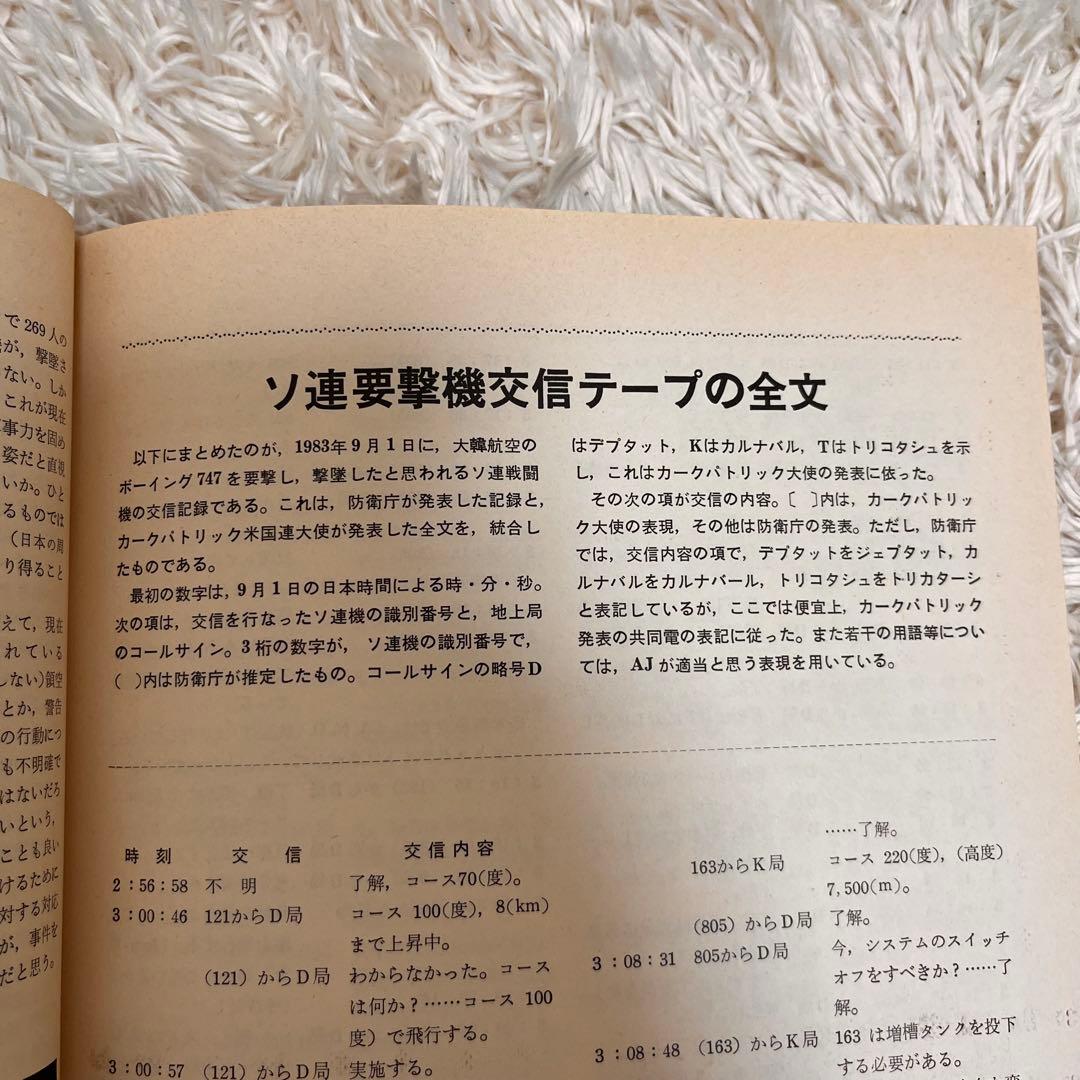 で269人の
が，撃墜さ
ない。しか
これが現在
事力を固め
姿だと直視
いか。ひと
るものでは
（日本の周
り得ること
えて，現在
れている
しない）領空
とか，警告
の行動につ
も不明確で
はないだろ
いという，
ことも良い
けるために
対する対応
が，事件を
だと思う。
ソ連要撃機交信テープの全文
以下にまとめたのが，1983年9月1日に，大韓航空の
ボーイング747を要撃し，撃墜したと思われるソ連戦闘
機の交信記録である。これは，防衛庁が発表した記録と，
カークパトリック米国連大使が発表した全文を，統合し
たものである。
最初の数字は，9月1日の日本時間による時・分・秒。
次の項は，交信を行なったソ連機の識別番号と，地上局
のコールサイン。3桁の数字が，ソ連機の識別番号で，
（ ）内は防衛庁が推定したもの。コールサインの略号D
はデプタット，Kはカルナバル，Tはトリコタシュを示
し，これはカークパトリック大使の発表に依った。
その次の項が交信の内容。〔 〕内は，カークパトリッ
ク大使の表現，その他は防衛庁の発表。ただし，防衛庁
では，交信内容の項で，デプタットをジェプタット，カ
ルナバルをカルナバール，トリコタシュをトリカターシ
と表記しているが，ここでは便宜上，カークパトリック
発表の共同電の表記に従った。また若干の用語等につい
ては，AJが適当と思う表現を用いている。
時刻 交信 交信内容
2：56：58 不明 了解，コース70(度)。
3：00：46 121からD局 コース 100(度)，8(km)
まで上昇中。
（121）からD局 わからなかった。コース
は何か？……コース 100
度）で飛行する。
3：00：57 （121）からD局 実施する。
……了解。
163からK局 コース 220(度)，(高度)
7,500(m)。
（805）からD局 了解。
3：08：31 805からD局 今，システムのスイッチ
オフをすべきか？……了
解。
3：08：48 （163）からK局 163 は増槽タンクを投下
する必要がある。